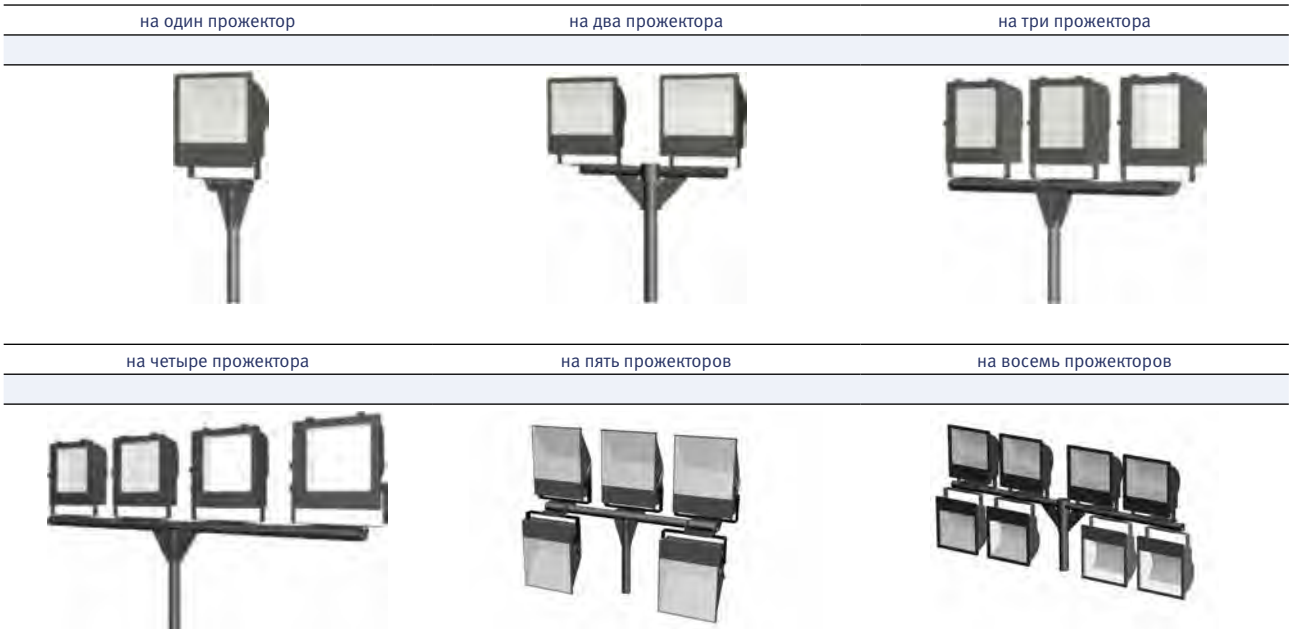 на один прожектор
на два прожектора
на три прожектора
на четыре прожектора
на пять прожекторов
на восемь прожекторов